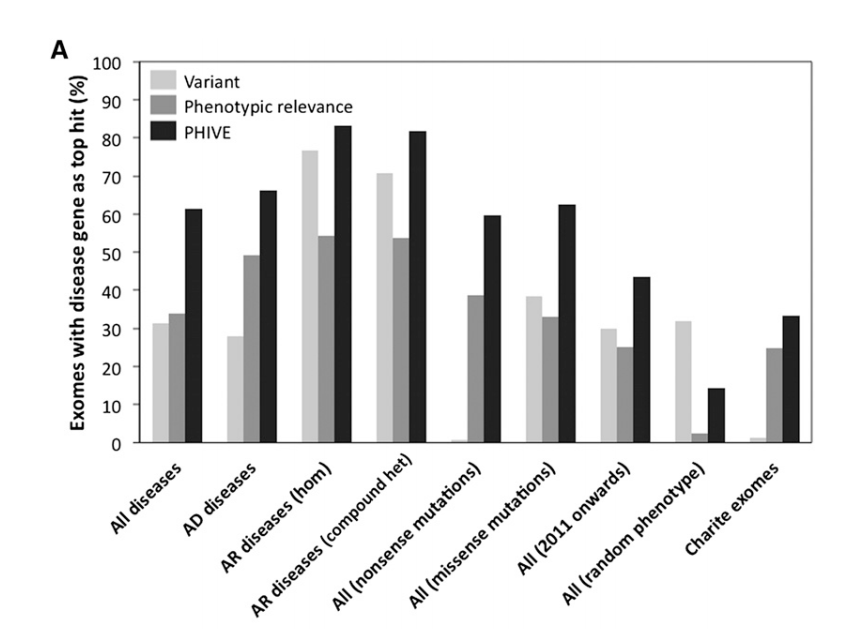 A
Exomes with disease gene as top hit (%)
100
90
80
70
60
50
40
30
20
10
0
Variant
Phenotypic relevance
PHIVE
All diseases
AD diseases
AR diseases (hom)
AR diseases (compound het)
All (nonsense mutations)
All (missense mutations)
All (2011 onwards)
All (random phenotype)
Charite exomes